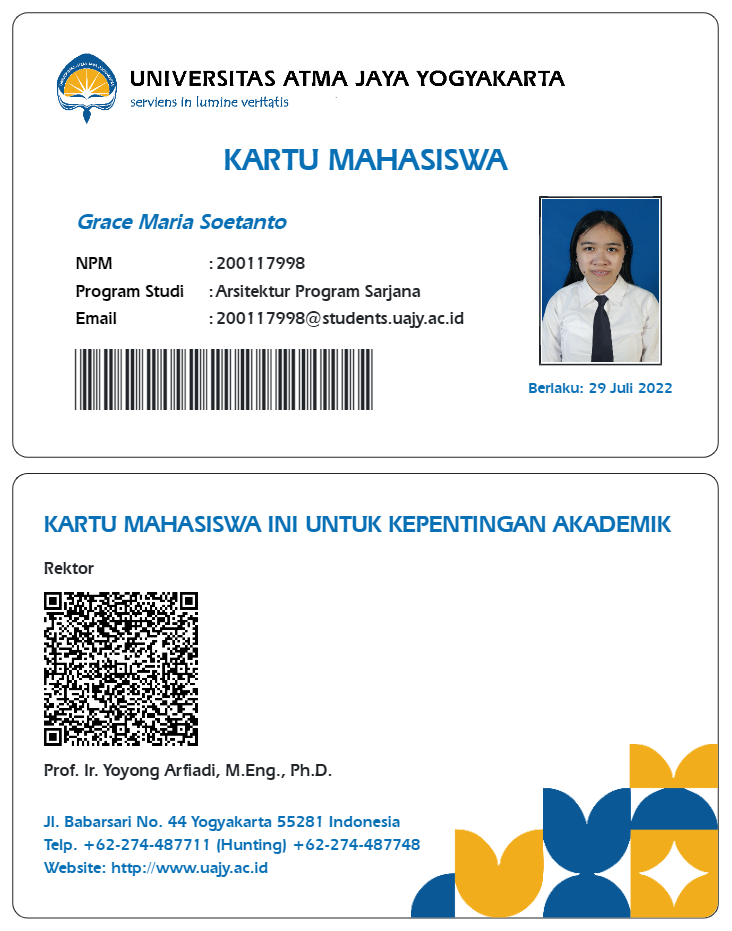 UNIVERSITAS ATMA JAYA YOGYAKARTA
serviens in lumine veritatis
KARTU MAHASISWA
Grace Maria Soetanto
NPM : 200117998
Program Studi : Arsitektur Program Sarjana
Email : 200117998@students.uajy.ac.id
Berlaku: 29 Juli 2022
KARTU MAHASISWA INI UNTUK KEPENTINGAN AKADEMIK
Rektor
Prof. Ir. Yoyong Arfiadi, M.Eng., Ph.D.
Jl. Babarsari No. 44 Yogyakarta 55281 Indonesia
Telp. +62-274-487711 (Hunting) +62-274-487748
Website: http://www.uajy.ac.id